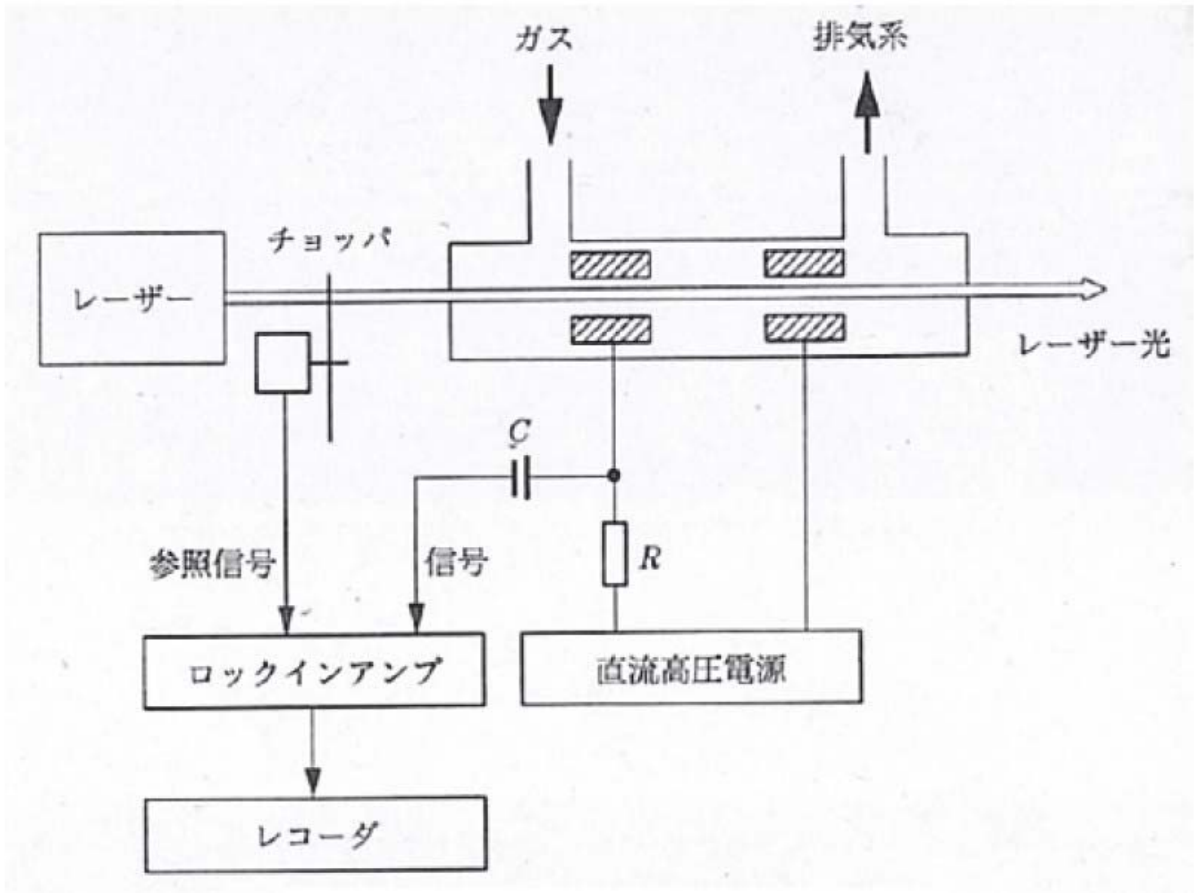 ガス
排気系
チョッパ
レーザー
レーザー光
C
参照信号
信号
R
ロックインアンプ
直流高圧電源
レコーダ